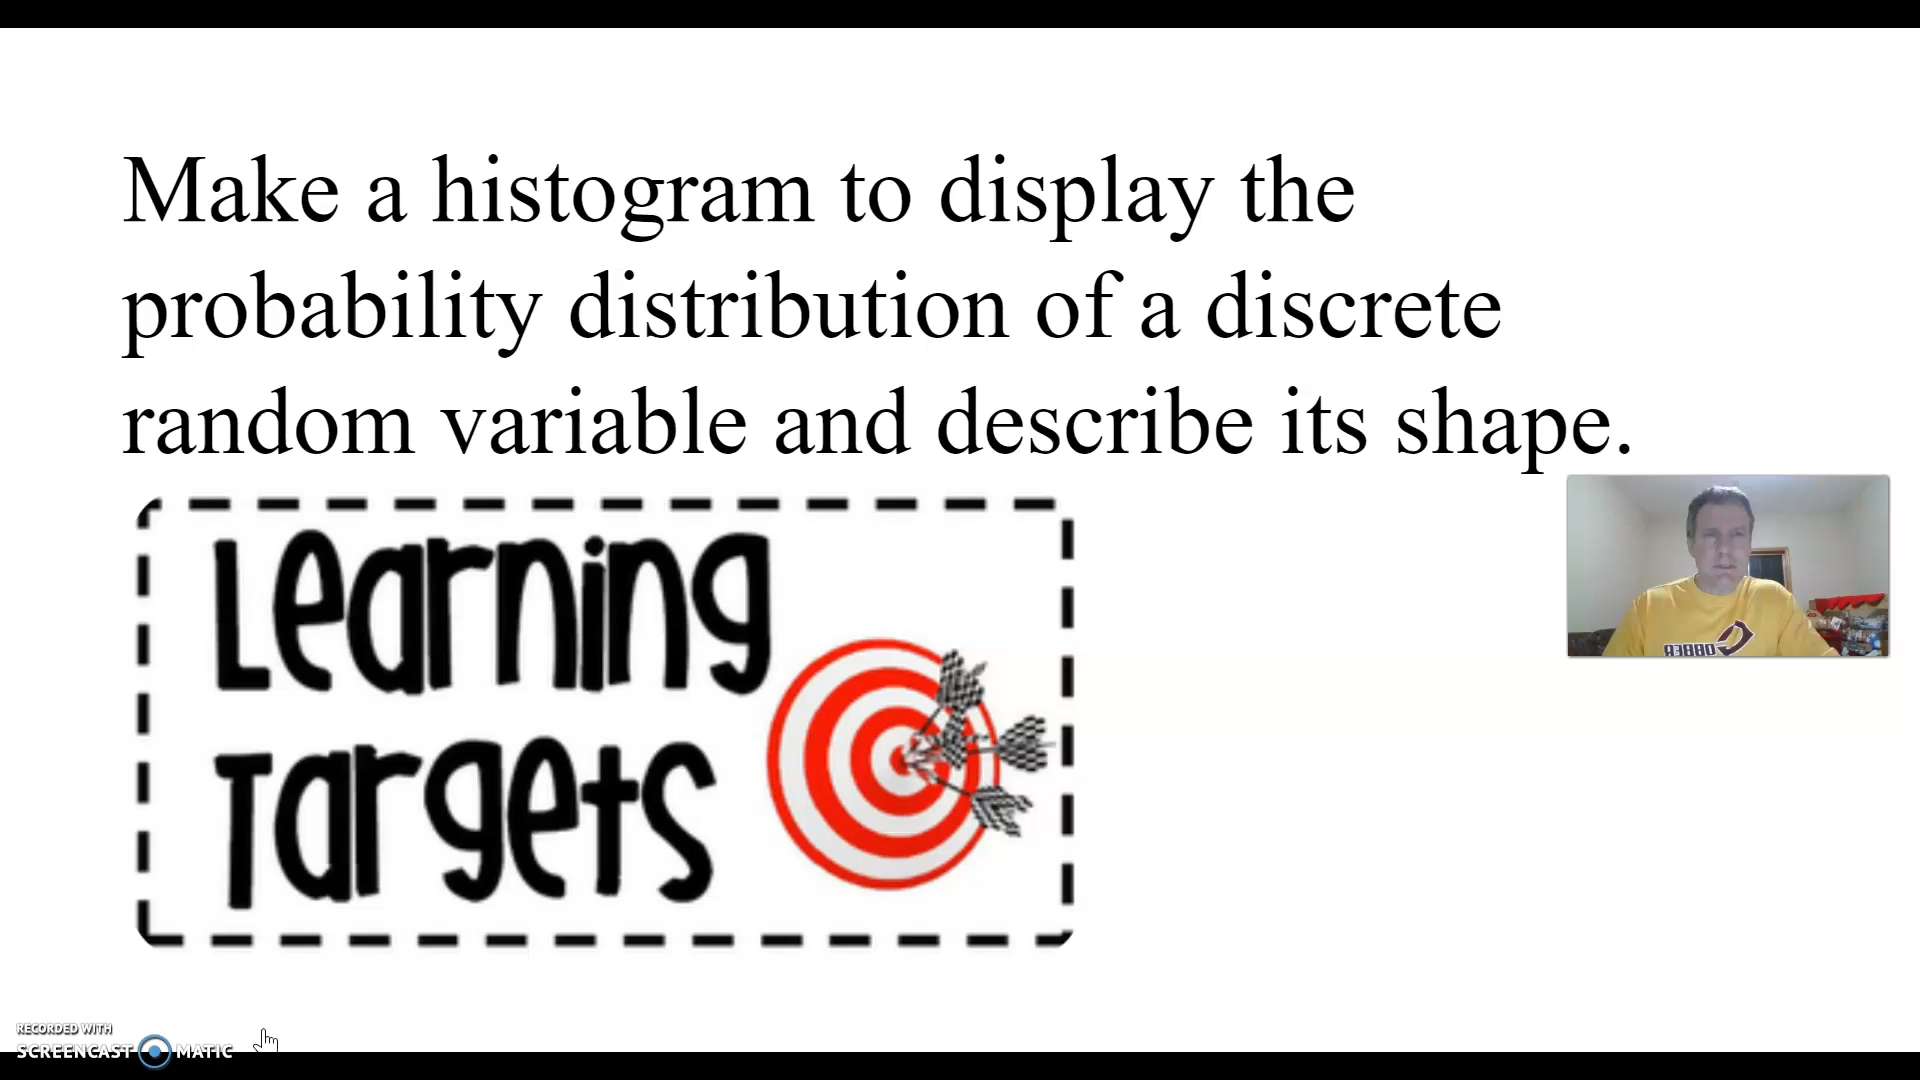 Make a histogram to display the
probability distribution of a discrete
random variable and describe its shape.
Learning
Targets
COBBER
RECORDED WITH
SCREENCAST MATIC